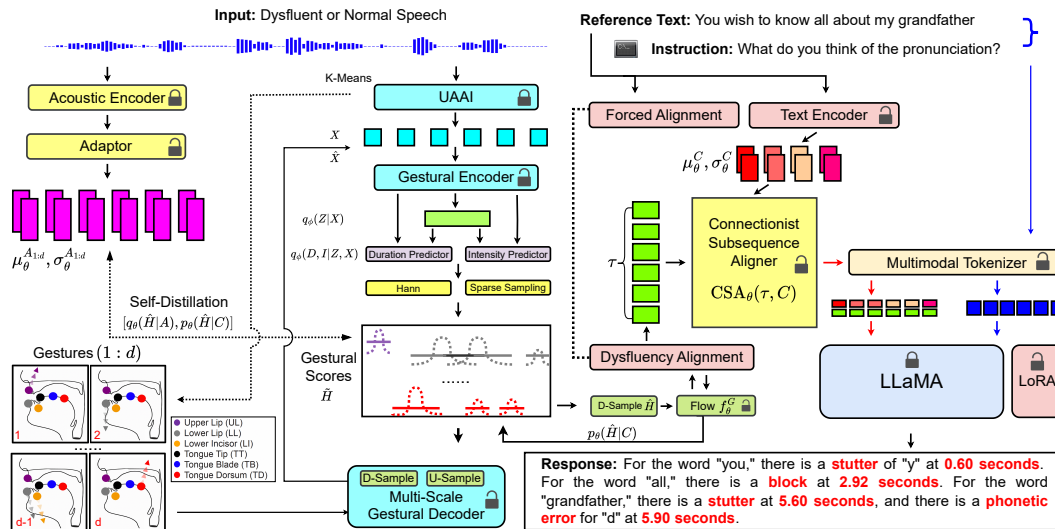 Input: Dysfluent or Normal Speech
Reference Text: You wish to know all about my grandfather
Instruction: What do you think of the pronunciation?
K-Means
Acoustic Encoder
UAAI
Forced Alignment
Text Encoder
Adaptor
X
X̂
μ_θ^C, σ_θ^C
Gestural Encoder
q_ϕ(Z|X)
Connectionist
Subsequence
Aligner
CSA_θ(τ, C)
τ
μ_θ^{A_{1:d}}, σ_θ^{A_{1:d}}
q_ϕ(D, I|Z, X)
Duration Predictor
Intensity Predictor
Multimodal Tokenizer
Hann
Sparse Sampling
Self-Distillation
[q_θ(Ĥ|A), p_θ(Ĥ|C)]
Gestures (1 : d)
Gestural
Scores
H̃
......
Dysfluency Alignment
LLaMA
LoRA
D-Sample Ĥ
Flow f_θ^G
p_θ(Ĥ|C)
1
2
......
Upper Lip (UL)
Lower Lip (LL)
Lower Incisor (LI)
Tongue Tip (TT)
Tongue Blade (TB)
Tongue Dorsum (TD)
d-1
d
D-Sample
U-Sample
Multi-Scale
Gestural Decoder
Response: For the word "you," there is a stutter of "y" at 0.60 seconds.
For the word "all," there is a block at 2.92 seconds. For the word
"grandfather," there is a stutter at 5.60 seconds, and there is a phonetic
error for "d" at 5.90 seconds.